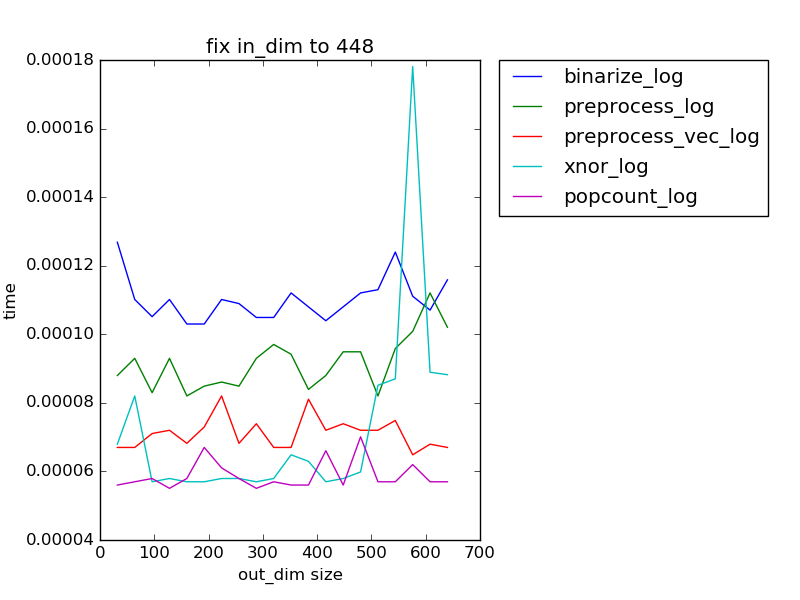 fix in_dim to 448
0.00018
0.00016
0.00014
0.00012
0.00010
0.00008
0.00006
0.00004
time
0 100 200 300 400 500 600 700
out_dim size
binarize_log
preprocess_log
preprocess_vec_log
xnor_log
popcount_log